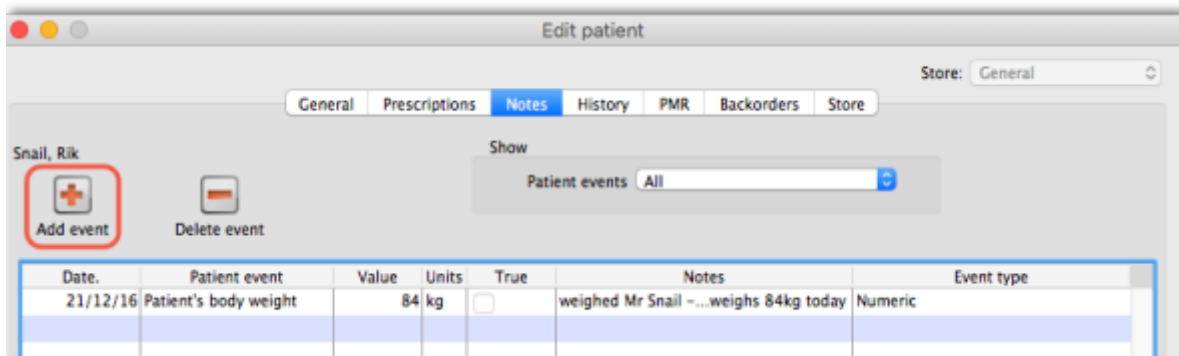 Edit patient
Store: General
General Prescriptions Notes History PMR Backorders Store
Snail, Rik
Show
Patient events All
Add event Delete event
Date. Patient event Value Units True Notes Event type
21/12/16 Patient's body weight 84 kg weighed Mr Snail –...weighs 84kg today Numeric